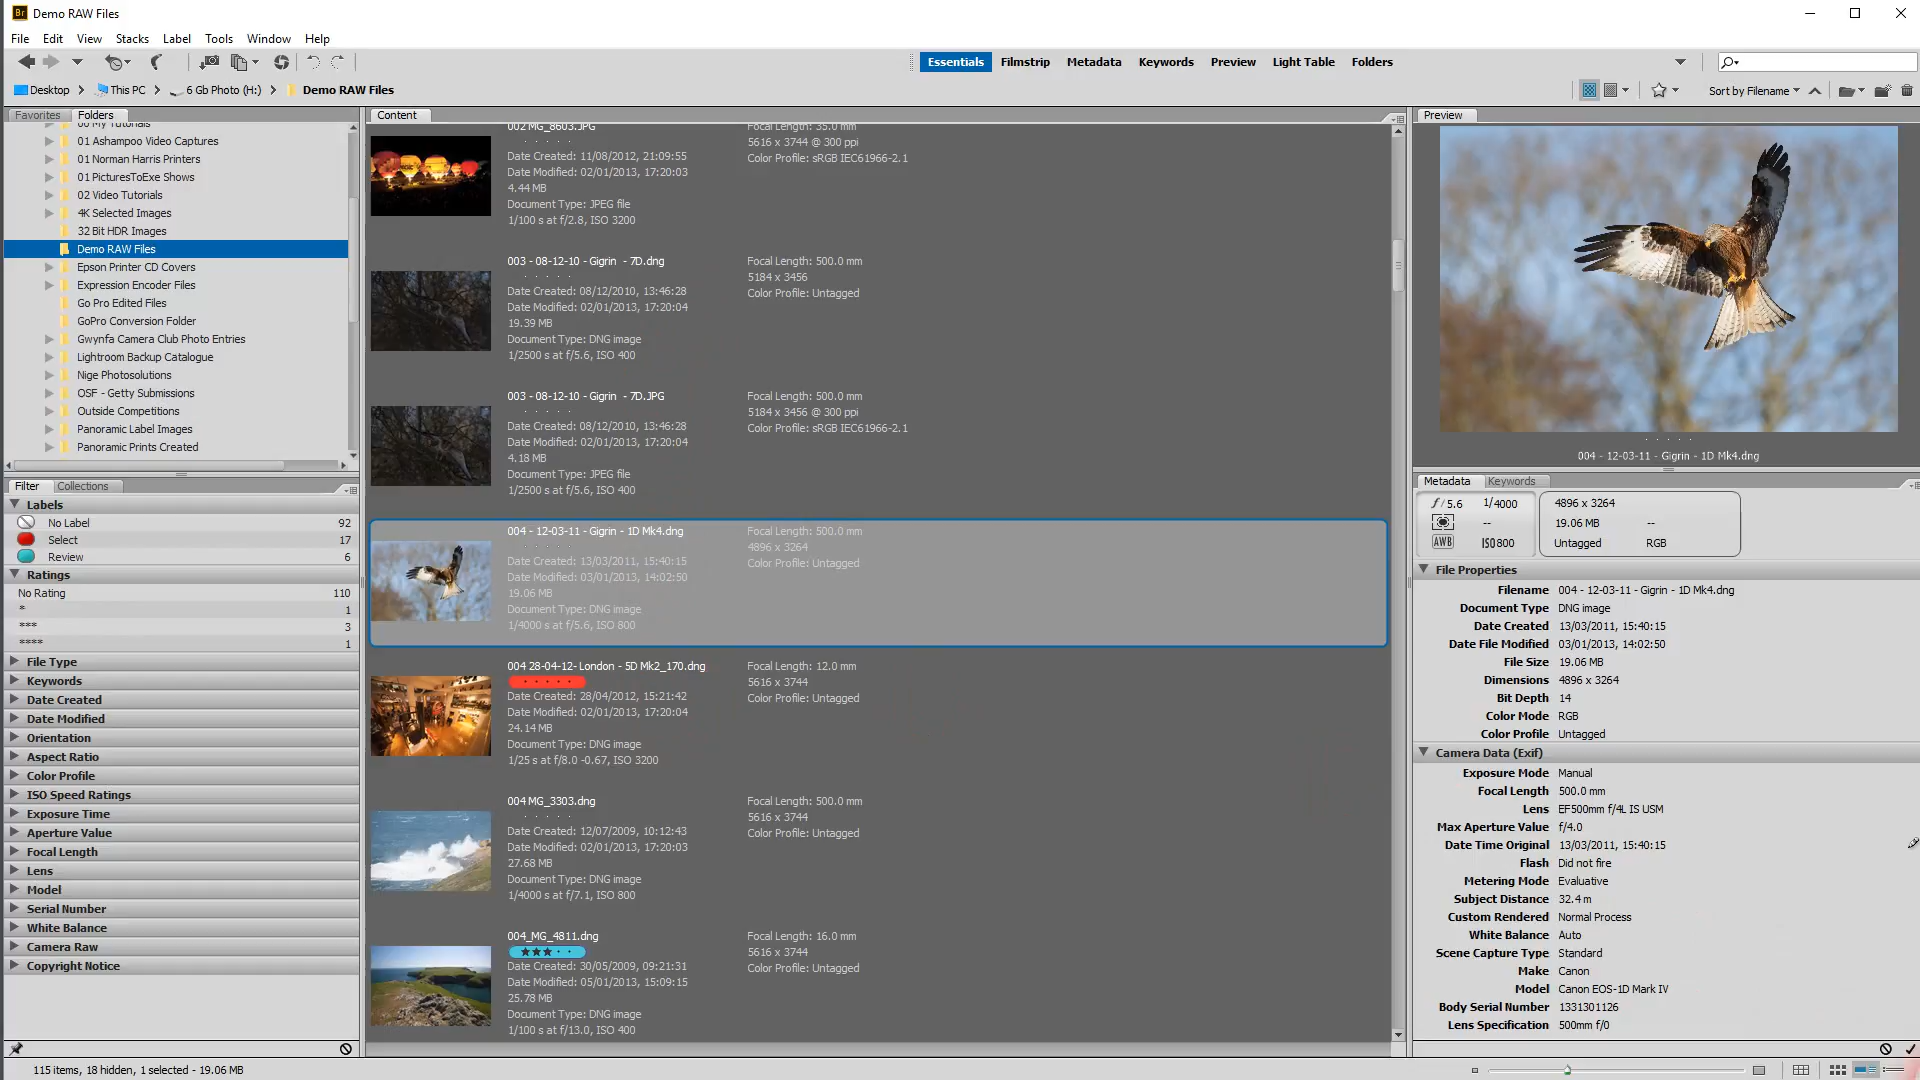 Br Demo RAW Files
File Edit View Stacks Label Tools Window Help
Essentials Filmstrip Metadata Keywords Preview Light Table Folders
Desktop This PC 6 Gb Photo (H:) Demo RAW Files
Sort by Filename
Favorites Folders
00 My Tutorials
01 Ashampoo Video Captures
01 Norman Harris Printers
01 PicturesToExe Shows
02 Video Tutorials
4K Selected Images
32 Bit HDR Images
Demo RAW Files
Epson Printer CD Covers
Expression Encoder Files
Go Pro Edited Files
GoPro Conversion Folder
Gwynfa Camera Club Photo Entries
Lightroom Backup Catalogue
Nige Photosolutions
OSF - Getty Submissions
Outside Competitions
Panoramic Label Images
Panoramic Prints Created
Filter Collections
Labels
No Label 92
Select 17
Review 6
Ratings
No Rating 110
* 1
*** 3
**** 1
File Type
Keywords
Date Created
Date Modified
Orientation
Aspect Ratio
Color Profile
ISO Speed Ratings
Exposure Time
Aperture Value
Focal Length
Lens
Model
Serial Number
White Balance
Camera Raw
Copyright Notice
Content
002 MG_8603.JPG
Date Created: 11/08/2012, 21:09:55
Date Modified: 02/01/2013, 17:20:03
4.44 MB
Document Type: JPEG file
1/100 s at f/2.8, ISO 3200
Focal Length: 35.0 mm
5616 x 3744 @ 300 ppi
Color Profile: sRGB IEC61966-2.1
003 - 08-12-10 - Gigrin - 7D.dng
Date Created: 08/12/2010, 13:46:28
Date Modified: 02/01/2013, 17:20:04
19.39 MB
Document Type: DNG image
1/2500 s at f/5.6, ISO 400
Focal Length: 500.0 mm
5184 x 3456
Color Profile: Untagged
003 - 08-12-10 - Gigrin - 7D.JPG
Date Created: 08/12/2010, 13:46:28
Date Modified: 02/01/2013, 17:20:04
4.18 MB
Document Type: JPEG file
1/2500 s at f/5.6, ISO 400
Focal Length: 500.0 mm
5184 x 3456 @ 300 ppi
Color Profile: sRGB IEC61966-2.1
004 - 12-03-11 - Gigrin - 1D Mk4.dng
Date Created: 13/03/2011, 15:40:15
Date Modified: 03/01/2013, 14:02:50
19.06 MB
Document Type: DNG image
1/4000 s at f/5.6, ISO 800
Focal Length: 500.0 mm
4896 x 3264
Color Profile: Untagged
004 28-04-12- London - 5D Mk2_170.dng
Date Created: 28/04/2012, 15:21:42
Date Modified: 02/01/2013, 17:20:04
24.14 MB
Document Type: DNG image
1/25 s at f/8.0 -0.67, ISO 3200
Focal Length: 12.0 mm
5616 x 3744
Color Profile: Untagged
004 MG_3303.dng
Date Created: 12/07/2009, 10:12:43
Date Modified: 02/01/2013, 17:20:03
27.68 MB
Document Type: DNG image
1/4000 s at f/7.1, ISO 800
Focal Length: 500.0 mm
5616 x 3744
Color Profile: Untagged
004_MG_4811.dng
Date Created: 30/05/2009, 09:21:31
Date Modified: 05/01/2013, 15:09:15
25.78 MB
Document Type: DNG image
1/100 s at f/13.0, ISO 400
Focal Length: 16.0 mm
5616 x 3744
Color Profile: Untagged
Preview
004 - 12-03-11 - Gigrin - 1D Mk4.dng
Metadata Keywords
f/5.6 1/4000
--
AWB ISO800
4896 x 3264
19.06 MB --
Untagged RGB
File Properties
Filename 004 - 12-03-11 - Gigrin - 1D Mk4.dng
Document Type DNG image
Date Created 13/03/2011, 15:40:15
Date File Modified 03/01/2013, 14:02:50
File Size 19.06 MB
Dimensions 4896 x 3264
Bit Depth 14
Color Mode RGB
Color Profile Untagged
Camera Data (Exif)
Exposure Mode Manual
Focal Length 500.0 mm
Lens EF500mm f/4L IS USM
Max Aperture Value f/4.0
Date Time Original 13/03/2011, 15:40:15
Flash Did not fire
Metering Mode Evaluative
Subject Distance 32.4 m
Custom Rendered Normal Process
White Balance Auto
Scene Capture Type Standard
Make Canon
Model Canon EOS-1D Mark IV
Body Serial Number 1331301126
Lens Specification 500mm f/0
115 items, 18 hidden, 1 selected - 19.06 MB